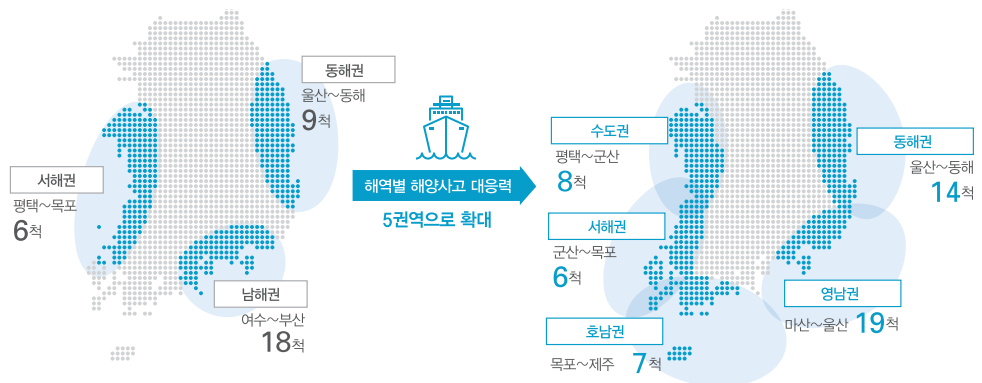 동해권
울산~동해
9척
서해권
평택~목포
6척
남해권
여수~부산
18척
해역별 해양사고 대응력
5권역으로 확대
수도권
평택~군산
8척
동해권
울산~동해
14척
서해권
군산~목포
6척
영남권
마산~울산 19척
호남권
목포~제주 7척